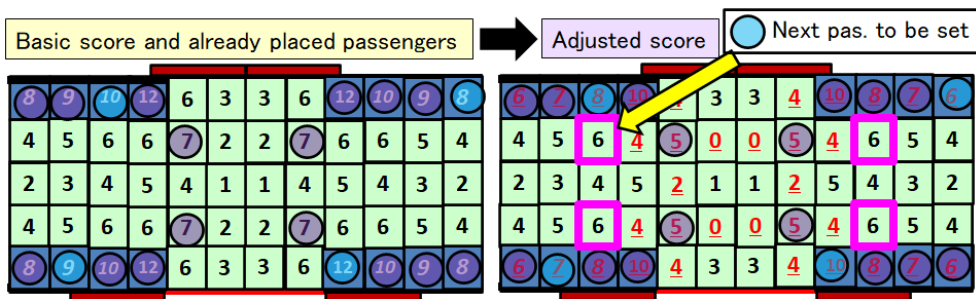 Basic score and already placed passengers
Adjusted score
Next pas. to be set
8 9 10 12 6 3 3 6 12 10 9 8
4 5 6 6 7 2 2 7 6 6 5 4
2 3 4 5 4 1 1 4 5 4 3 2
4 5 6 6 7 2 2 7 6 6 5 4
8 9 10 12 6 3 3 6 12 10 9 8
6 7 8 10 3 3 4 10 8 7 6
4 5 6 4 5 0 0 5 4 6 5 4
2 3 4 5 2 1 1 2 5 4 3 2
4 5 6 4 5 0 0 5 4 6 5 4
6 7 8 10 4 3 3 4 10 8 7 6